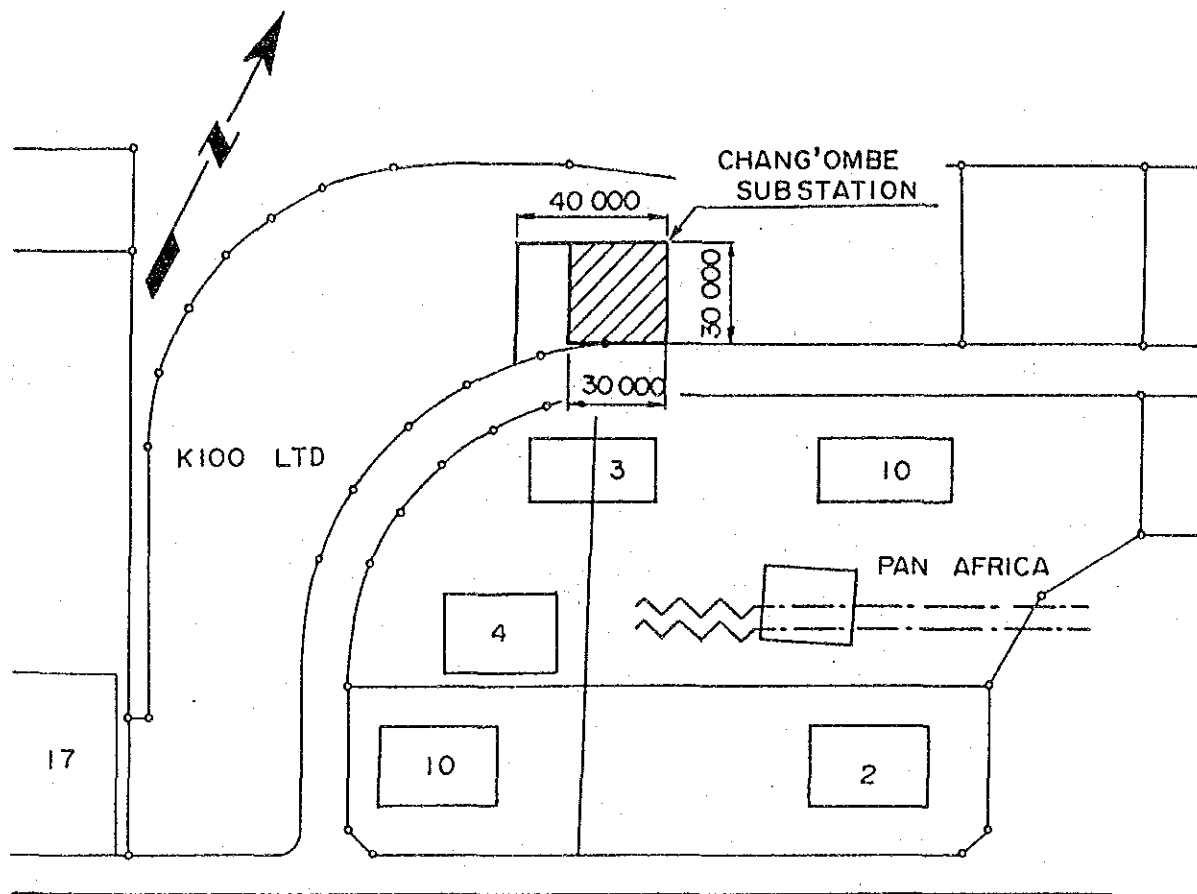 N
CHANG'OMBE
SUBSTATION
40 000
30 000
30 000
K100 LTD
3
10
PAN AFRICA
4
17
10
2